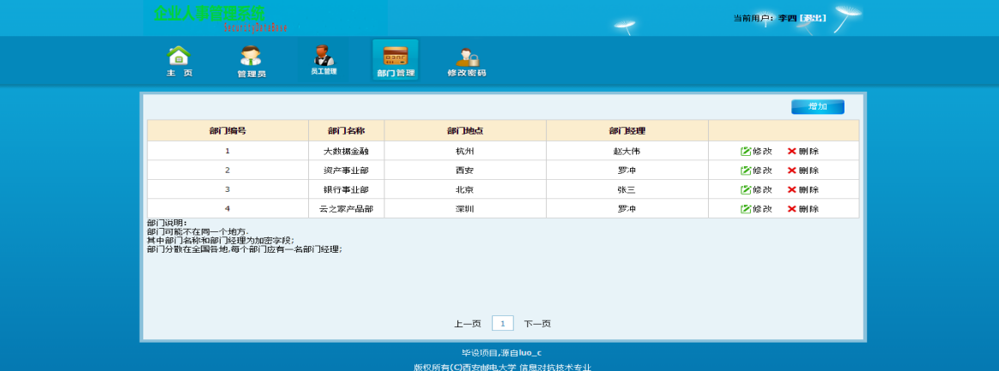 企业人事管理系统
当前用户：李四 [退出]
主 页 管理员 员工管理 部门管理 修改密码
增加
部门编号 部门名称 部门地点 部门经理
1 大数据金融 杭州 赵大伟 修改 删除
2 资产事业部 西安 罗冲 修改 删除
3 银行事业部 北京 张三 修改 删除
4 云之家产品部 深圳 罗冲 修改 删除
部门说明：
部门可能不在同一个地方.
其中部门名称和部门经理为加密字段;
部门分散在全国各地,每个部门应有一名部门经理;
上一页 1 下一页
毕设项目,源自luo_c
版权所有(C)西安邮电大学 信息对抗技术专业